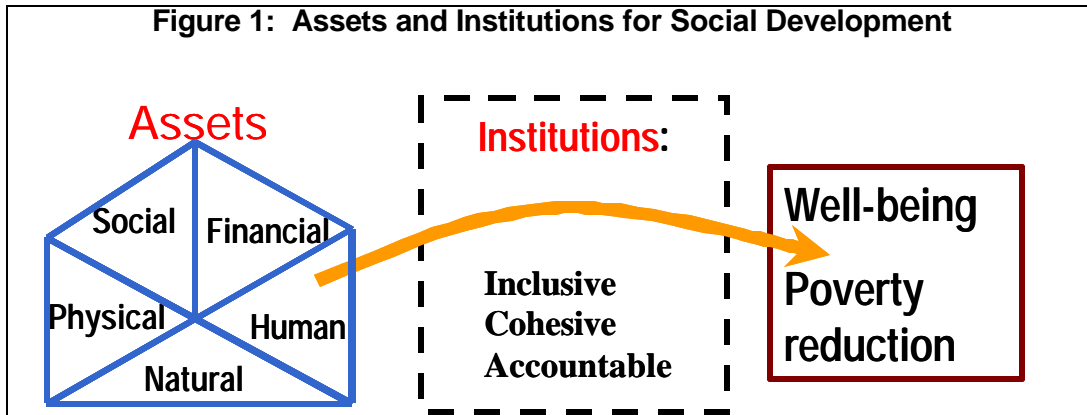 Figure 1: Assets and Institutions for Social Development
Assets
Social
Financial
Physical
Human
Natural
Institutions:
Inclusive
Cohesive
Accountable
Well-being
Poverty
reduction